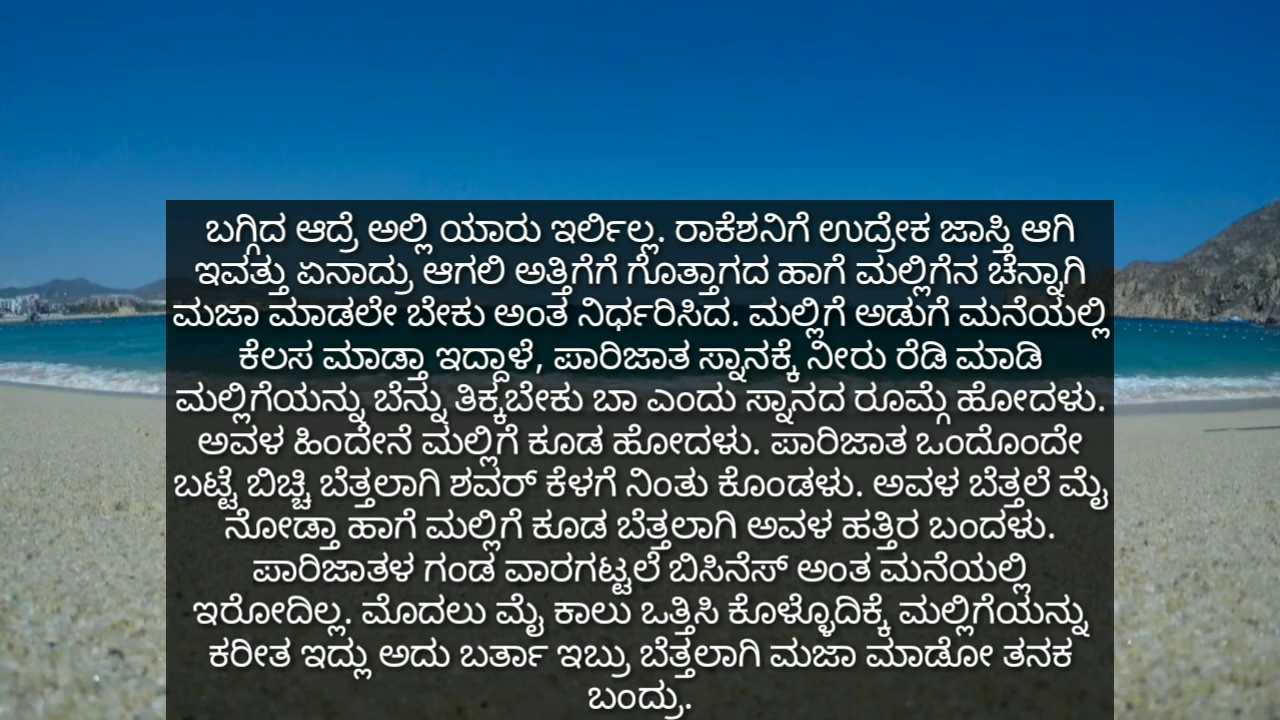 ಬಗ್ಗಿದ ಆದ್ರೆ ಅಲ್ಲಿ ಯಾರು ಇರ್ಲಿಲ್ಲ. ರಾಕೆಶನಿಗೆ ಉದ್ರೇಕ ಜಾಸ್ತಿ ಆಗಿ
ಇವತ್ತು ಏನಾದ್ರು ಆಗಲಿ ಅತ್ತಿಗೆಗೆ ಗೊತ್ತಾಗದ ಹಾಗೆ ಮಲ್ಲಿಗೆನ ಚೆನ್ನಾಗಿ
ಮಜಾ ಮಾಡಲೇ ಬೇಕು ಅಂತ ನಿರ್ಧರಿಸಿದ. ಮಲ್ಲಿಗೆ ಅಡುಗೆ ಮನೆಯಲ್ಲಿ
ಕೆಲಸ ಮಾಡ್ತಾ ಇದ್ದಾಳೆ, ಪಾರಿಜಾತ ಸ್ನಾನಕ್ಕೆ ನೀರು ರೆಡಿ ಮಾಡಿ
ಮಲ್ಲಿಗೆಯನ್ನು ಬೆನ್ನು ತಿಕ್ಕಬೇಕು ಬಾ ಎಂದು ಸ್ನಾನದ ರೂಮ್ಗೆ ಹೋದಳು.
ಅವಳ ಹಿಂದೇನೆ ಮಲ್ಲಿಗೆ ಕೂಡ ಹೋದಳು. ಪಾರಿಜಾತ ಒಂದೊಂದೇ
ಬಟ್ಟೆ ಬಿಚ್ಚಿ ಬೆತ್ತಲಾಗಿ ಶವರ್ ಕೆಳಗೆ ನಿಂತು ಕೊಂಡಳು. ಅವಳ ಬೆತ್ತಲೆ ಮೈ
ನೋಡ್ತಾ ಹಾಗೆ ಮಲ್ಲಿಗೆ ಕೂಡ ಬೆತ್ತಲಾಗಿ ಅವಳ ಹತ್ತಿರ ಬಂದಳು.
ಪಾರಿಜಾತಳ ಗಂಡ ವಾರಗಟ್ಟಲೆ ಬಿಸಿನೆಸ್ ಅಂತ ಮನೆಯಲ್ಲಿ
ಇರೋದಿಲ್ಲ. ಮೊದಲು ಮೈ ಕಾಲು ಒತ್ತಿಸಿ ಕೊಳ್ಳೊದಿಕ್ಕೆ ಮಲ್ಲಿಗೆಯನ್ನು
ಕರೀತ ಇದ್ಲು ಅದು ಬರ್ತಾ ಇಬ್ರು ಬೆತ್ತಲಾಗಿ ಮಜಾ ಮಾಡೋ ತನಕ
ಬಂದ್ರು.